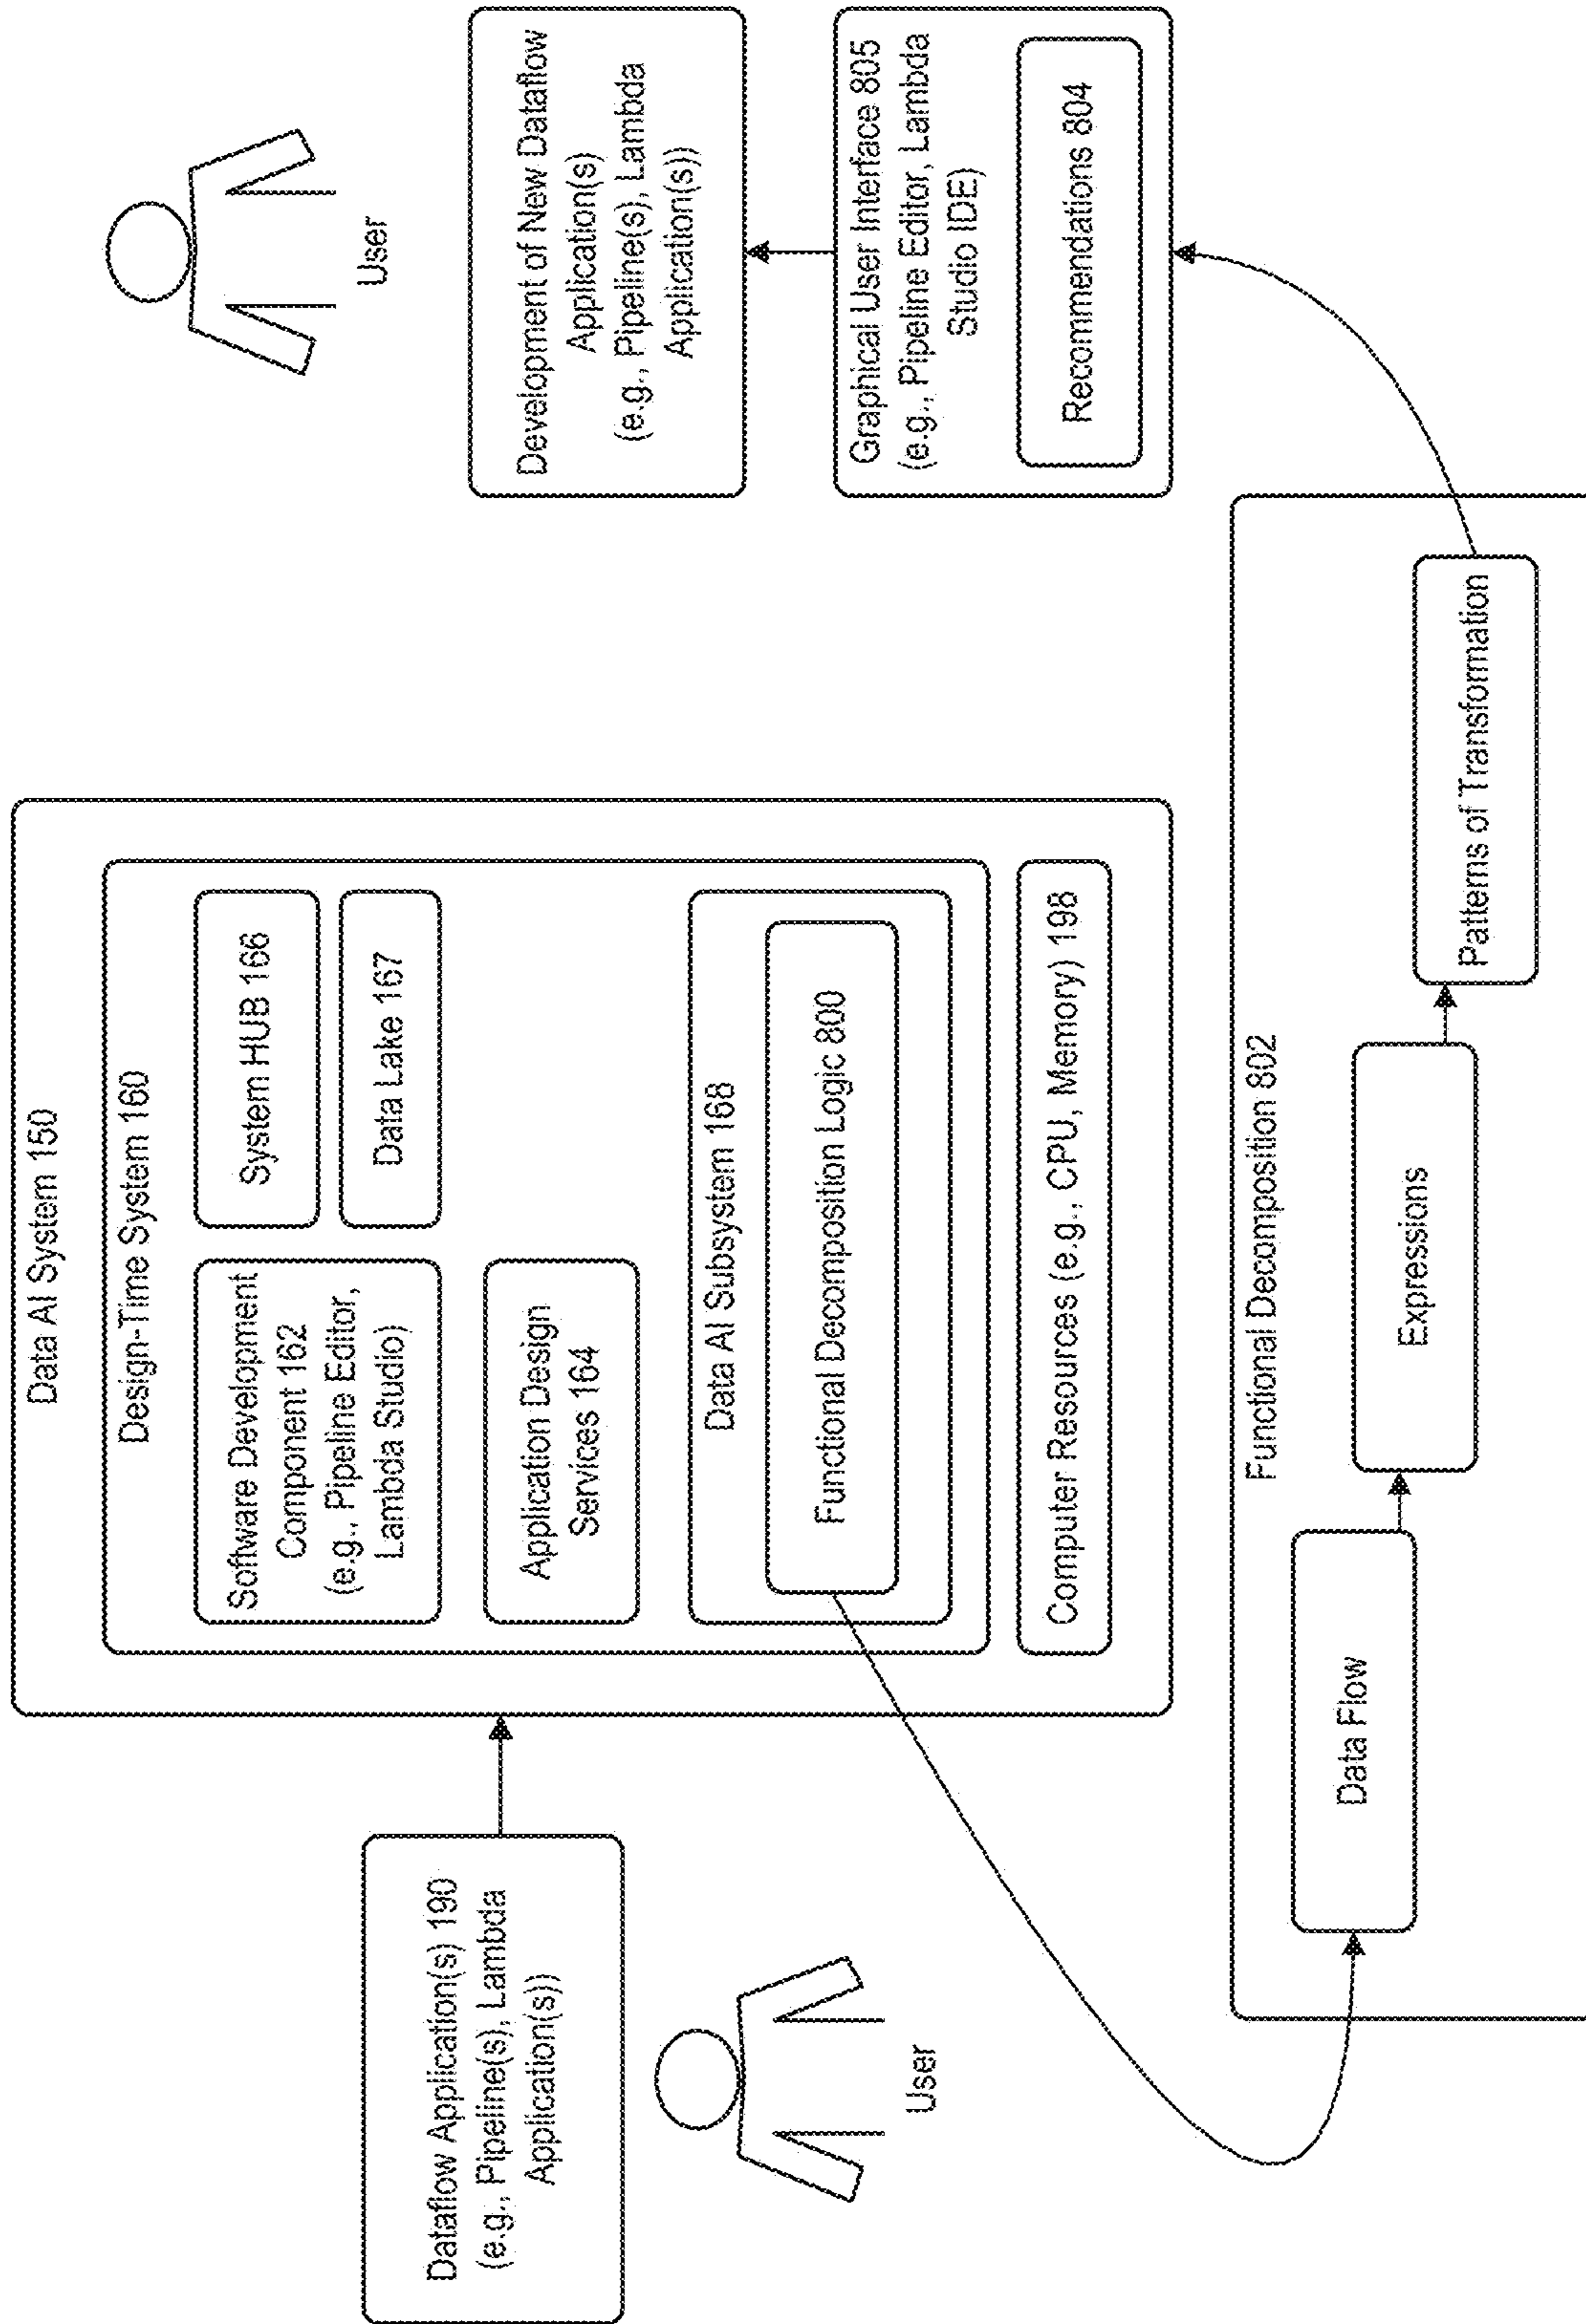 Dataflow Application(s) 190
(e.g., Pipeline(s), Lambda
Application(s))
User
Data AI System 150
Design-Time System 160
Software Development
Component 162
(e.g., Pipeline Editor,
Lambda Studio)
System HUB 166
Data Lake 167
Application Design
Services 164
Data AI Subsystem 168
Functional Decomposition Logic 800
Computer Resources (e.g., CPU, Memory) 198
User
Development of New Dataflow
Application(s)
(e.g., Pipeline(s), Lambda
Application(s))
Graphical User Interface 805
(e.g., Pipeline Editor, Lambda
Studio IDE)
Recommendations 804
Functional Decomposition 802
Data Flow
Expressions
Patterns of Transformation